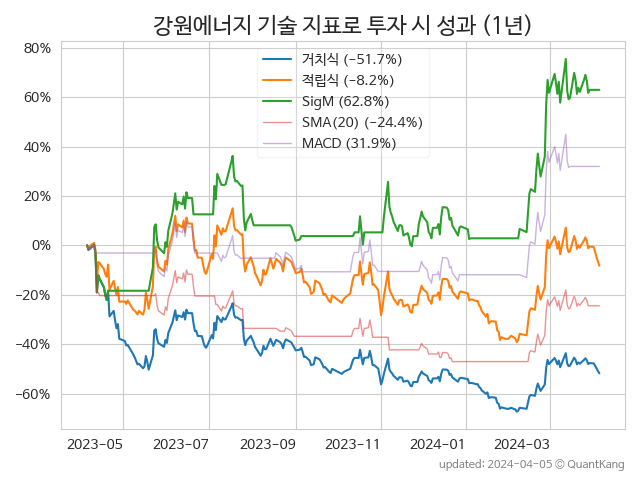 강원에너지 기술 지표로 투자 시 성과 (1년)
80%
60%
40%
20%
0%
−20%
−40%
−60%
거치식 (−51.7%)
적립식 (−8.2%)
SigM (62.8%)
SMA(20) (−24.4%)
MACD (31.9%)
2023-05
2023-07
2023-09
2023-11
2024-01
2024-03
updated: 2024-04-05 © QuantKang